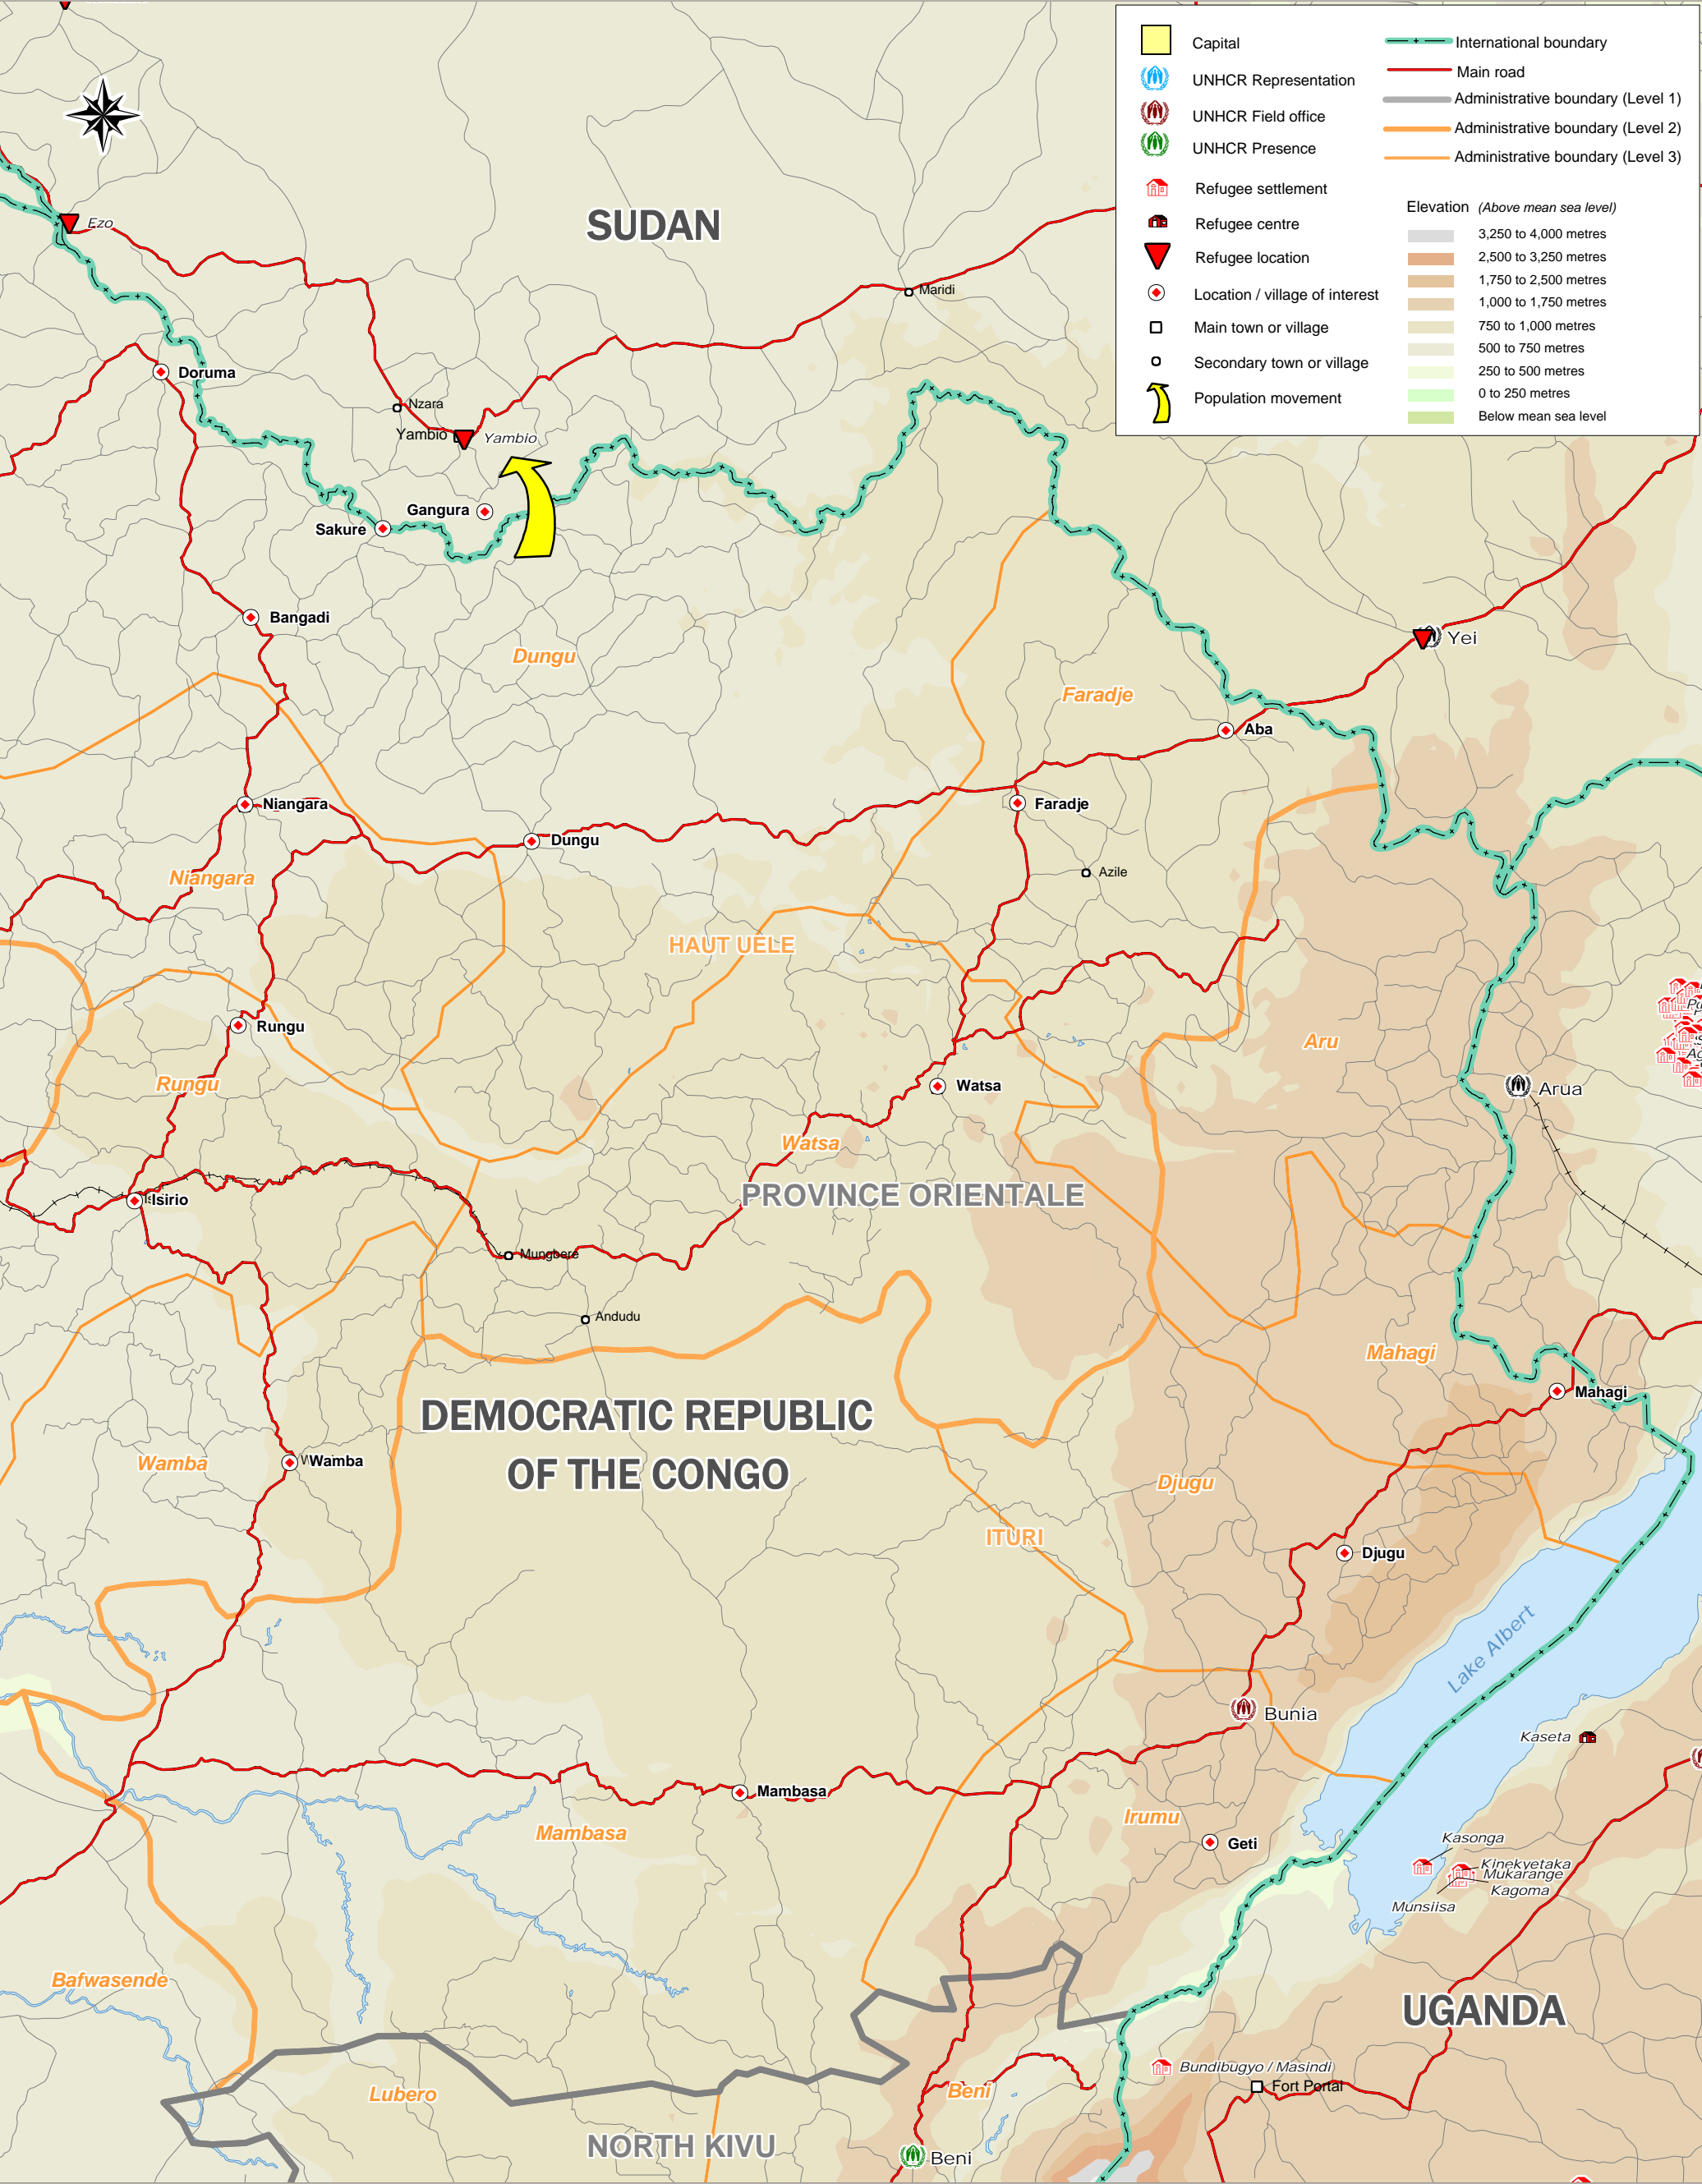 Capital
UNHCR Representation
UNHCR Field office
UNHCR Presence
Refugee settlement
Refugee centre
Refugee location
Location / village of interest
Main town or village
Secondary town or village
Population movement
International boundary
Main road
Administrative boundary (Level 1)
Administrative boundary (Level 2)
Administrative boundary (Level 3)
Elevation (Above mean sea level)
3,250 to 4,000 metres
2,500 to 3,250 metres
1,750 to 2,500 metres
1,000 to 1,750 metres
750 to 1,000 metres
500 to 750 metres
250 to 500 metres
0 to 250 metres
Below mean sea level
Ezo
SUDAN
Maridi
Doruma
Nzara
Yambio
Yambio
Gangura
Sakure
Bangadi
Dungu
Yei
Faradje
Aba
Niangara
Faradje
Dungu
Azile
Niangara
HAUT UELE
Rungu
Aru
Rungu
Watsa
Arua
Watsa
Isirio
PROVINCE ORIENTALE
Mungbere
Andudu
Mahagi
Mahagi
DEMOCRATIC REPUBLIC
OF THE CONGO
Wamba
Wamba
Djugu
ITURI
Djugu
Lake Albert
Bunia
Kaseta
Mambasa
Mambasa
Irumu
Geti
Kasonga
Kinekyetaka
Mukarange
Kagoma
Munsiisa
Bafwasende
UGANDA
Bundibugyo / Masindi
Fort Portal
Lubero
Beni
NORTH KIVU
Beni